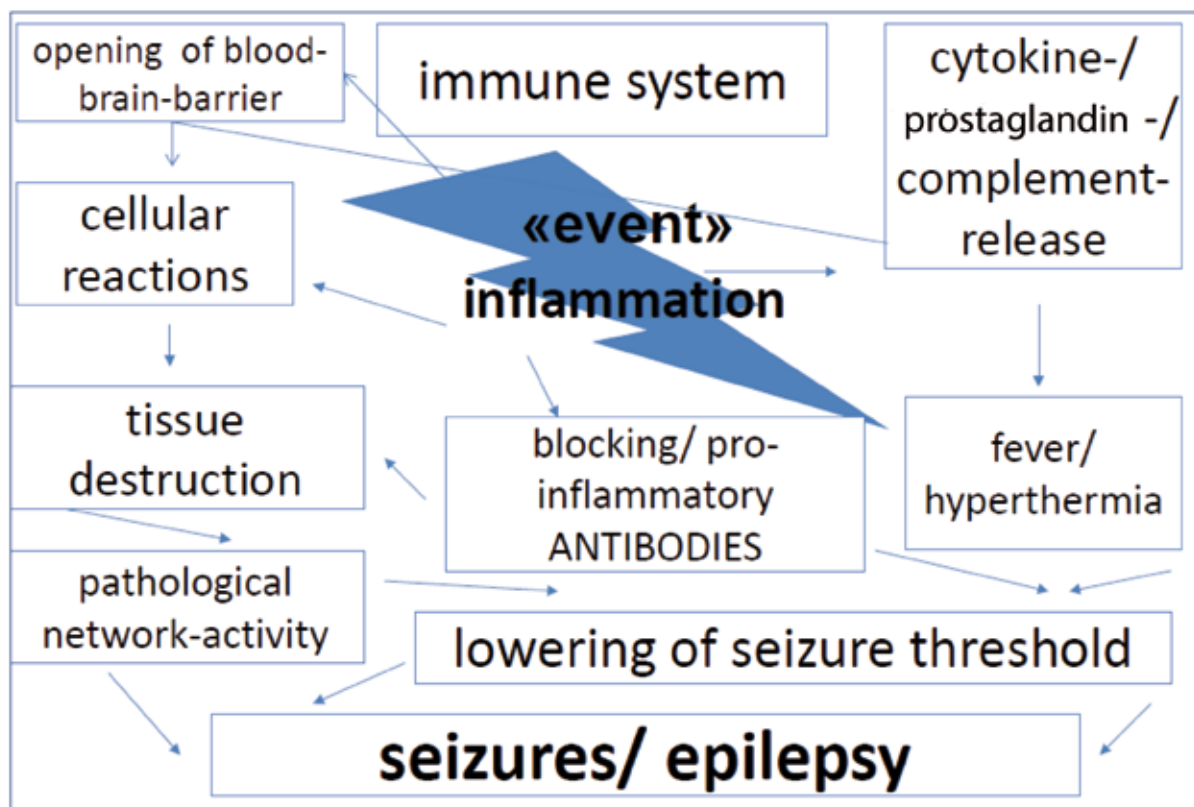 opening of blood-
brain-barrier
immune system
cytokine-/
prostaglandin -/
complement-
release
cellular
reactions
«event»
inflammation
tissue
destruction
blocking/ pro-
inflammatory
ANTIBODIES
fever/
hyperthermia
pathological
network-activity
lowering of seizure threshold
seizures/ epilepsy